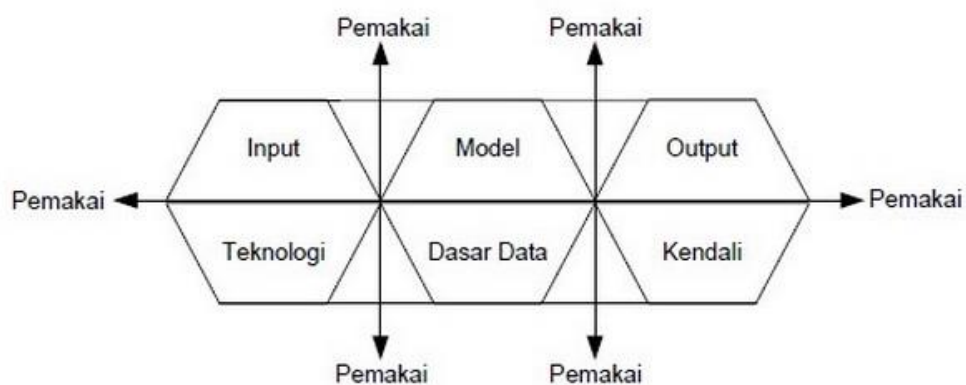 Pemakai Pemakai
Input Model Output
Pemakai Pemakai
Teknologi Dasar Data Kendali
Pemakai Pemakai